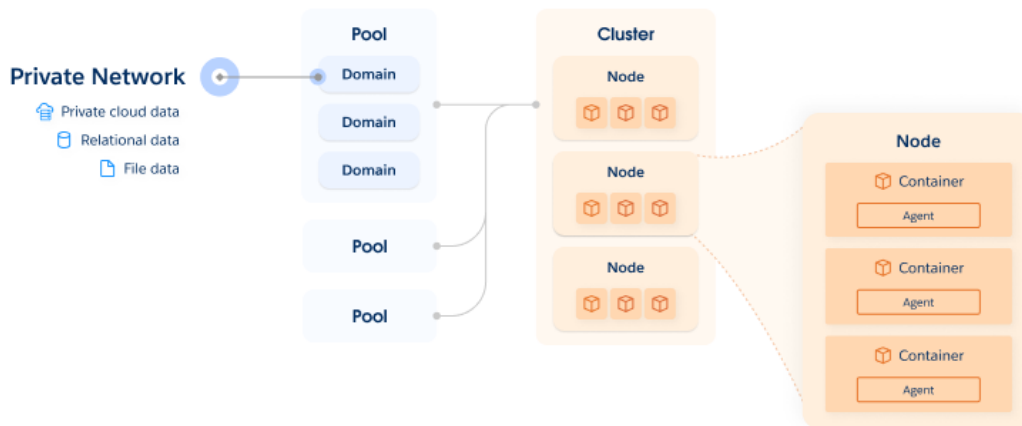 Private Network
Private cloud data
Relational data
File data
Pool
Domain
Domain
Domain
Pool
Pool
Cluster
Node
Node
Node
Node
Container
Agent
Container
Agent
Container
Agent